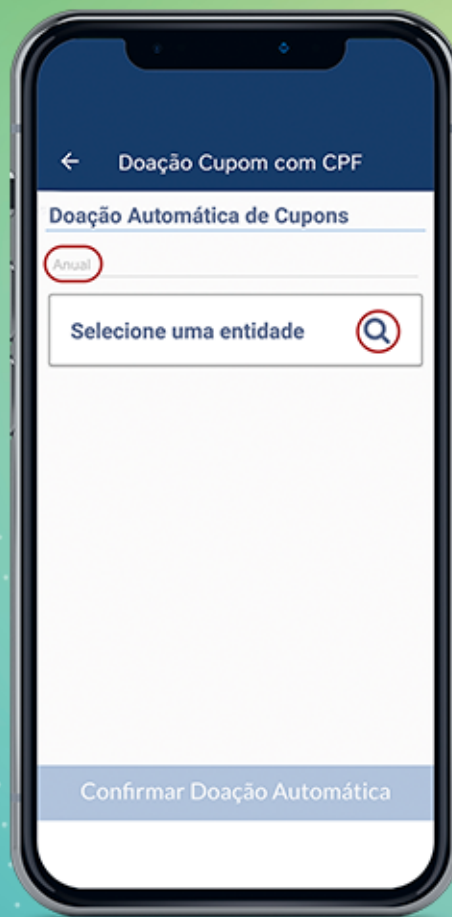 Doação Cupom com CPF
Doação Automática de Cupons
Anual
Selecione uma entidade
Confirmar Doação Automática